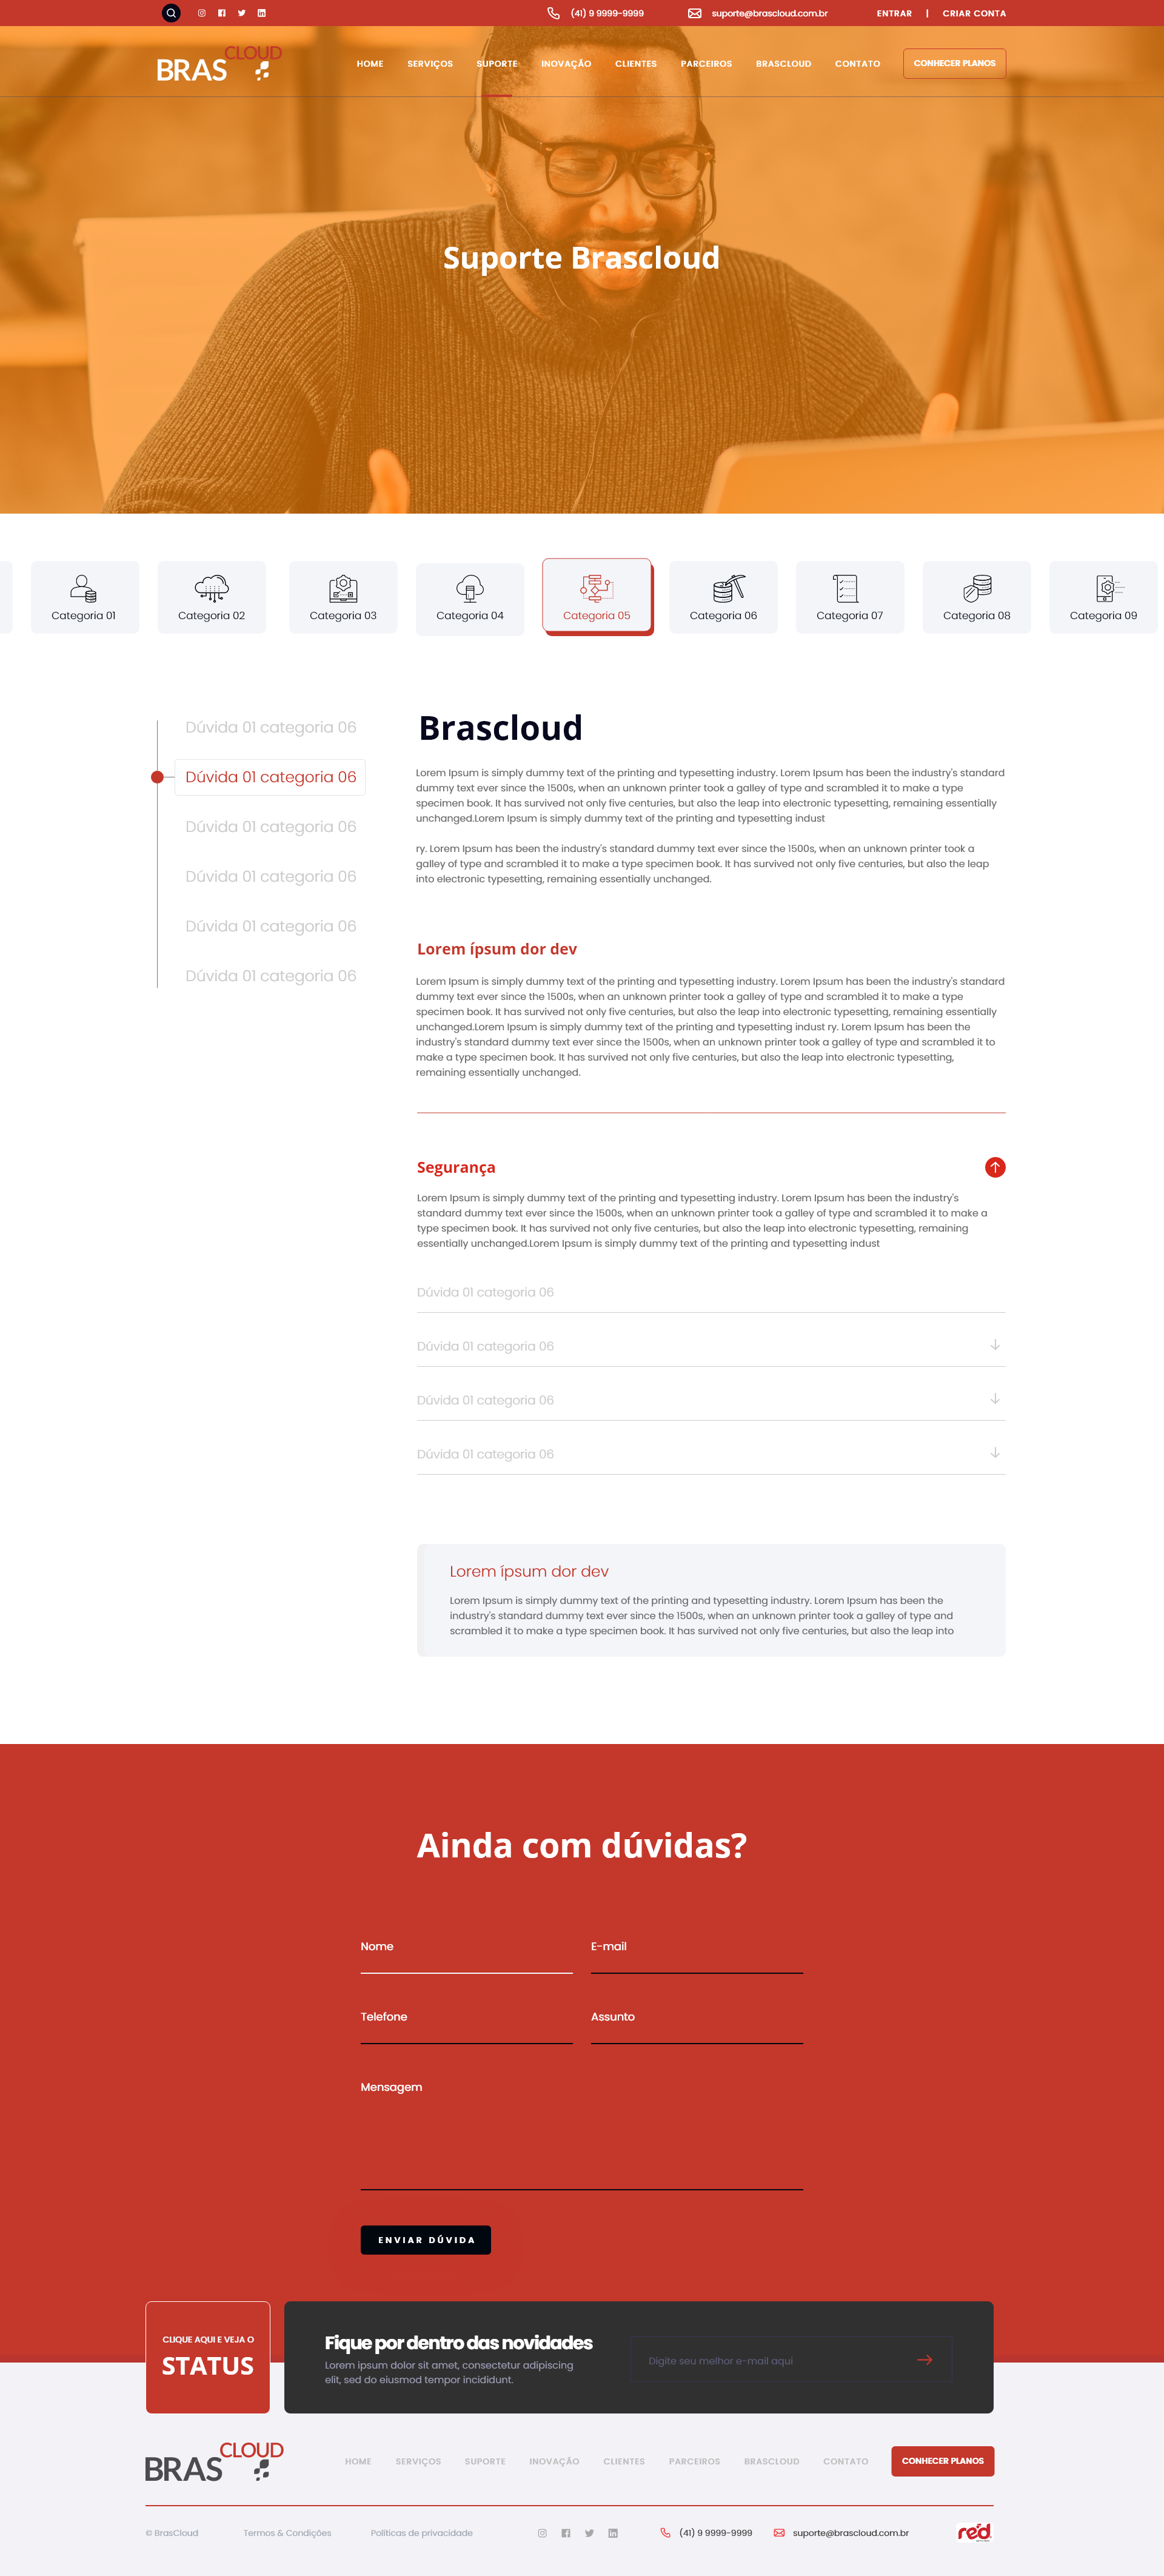 (41) 9 9999-9999
suporte@brascloud.com.br
ENTRAR | CRIAR CONTA
BRASCLOUD
HOME SERVIÇOS SUPORTE INOVAÇÃO CLIENTES PARCEIROS BRASCLOUD CONTATO CONHECER PLANOS
Suporte Brascloud
Categoria 01
Categoria 02
Categoria 03
Categoria 04
Categoria 05
Categoria 06
Categoria 07
Categoria 08
Categoria 09
Dúvida 01 categoria 06
Dúvida 01 categoria 06
Dúvida 01 categoria 06
Dúvida 01 categoria 06
Dúvida 01 categoria 06
Dúvida 01 categoria 06
Brascloud
Lorem Ipsum is simply dummy text of the printing and typesetting industry. Lorem Ipsum has been the industry's standard
dummy text ever since the 1500s, when an unknown printer took a galley of type and scrambled it to make a type
specimen book. It has survived not only five centuries, but also the leap into electronic typesetting, remaining essentially
unchanged.Lorem Ipsum is simply dummy text of the printing and typesetting indust
ry. Lorem Ipsum has been the industry's standard dummy text ever since the 1500s, when an unknown printer took a
galley of type and scrambled it to make a type specimen book. It has survived not only five centuries, but also the leap
into electronic typesetting, remaining essentially unchanged.
Lorem ípsum dor dev
Lorem Ipsum is simply dummy text of the printing and typesetting industry. Lorem Ipsum has been the industry's standard
dummy text ever since the 1500s, when an unknown printer took a galley of type and scrambled it to make a type
specimen book. It has survived not only five centuries, but also the leap into electronic typesetting, remaining essentially
unchanged.Lorem Ipsum is simply dummy text of the printing and typesetting indust ry. Lorem Ipsum has been the
industry's standard dummy text ever since the 1500s, when an unknown printer took a galley of type and scrambled it to
make a type specimen book. It has survived not only five centuries, but also the leap into electronic typesetting,
remaining essentially unchanged.
Segurança
Lorem Ipsum is simply dummy text of the printing and typesetting industry. Lorem Ipsum has been the industry's
standard dummy text ever since the 1500s, when an unknown printer took a galley of type and scrambled it to make a
type specimen book. It has survived not only five centuries, but also the leap into electronic typesetting, remaining
essentially unchanged.Lorem Ipsum is simply dummy text of the printing and typesetting indust
Dúvida 01 categoria 06
Dúvida 01 categoria 06
Dúvida 01 categoria 06
Dúvida 01 categoria 06
Lorem ípsum dor dev
Lorem Ipsum is simply dummy text of the printing and typesetting industry. Lorem Ipsum has been the
industry's standard dummy text ever since the 1500s, when an unknown printer took a galley of type and
scrambled it to make a type specimen book. It has survived not only five centuries, but also the leap into
Ainda com dúvidas?
Nome
E-mail
Telefone
Assunto
Mensagem
ENVIAR DÚVIDA
CLIQUE AQUI E VEJA O
STATUS
Fique por dentro das novidades
Lorem ipsum dolor sit amet, consectetur adipiscing
elit, sed do eiusmod tempor incididunt.
Digite seu melhor e-mail aqui
BRASCLOUD
HOME SERVIÇOS SUPORTE INOVAÇÃO CLIENTES PARCEIROS BRASCLOUD CONTATO CONHECER PLANOS
© BrasCloud
Termos & Condições
Políticas de privacidade
(41) 9 9999-9999
suporte@brascloud.com.br
red